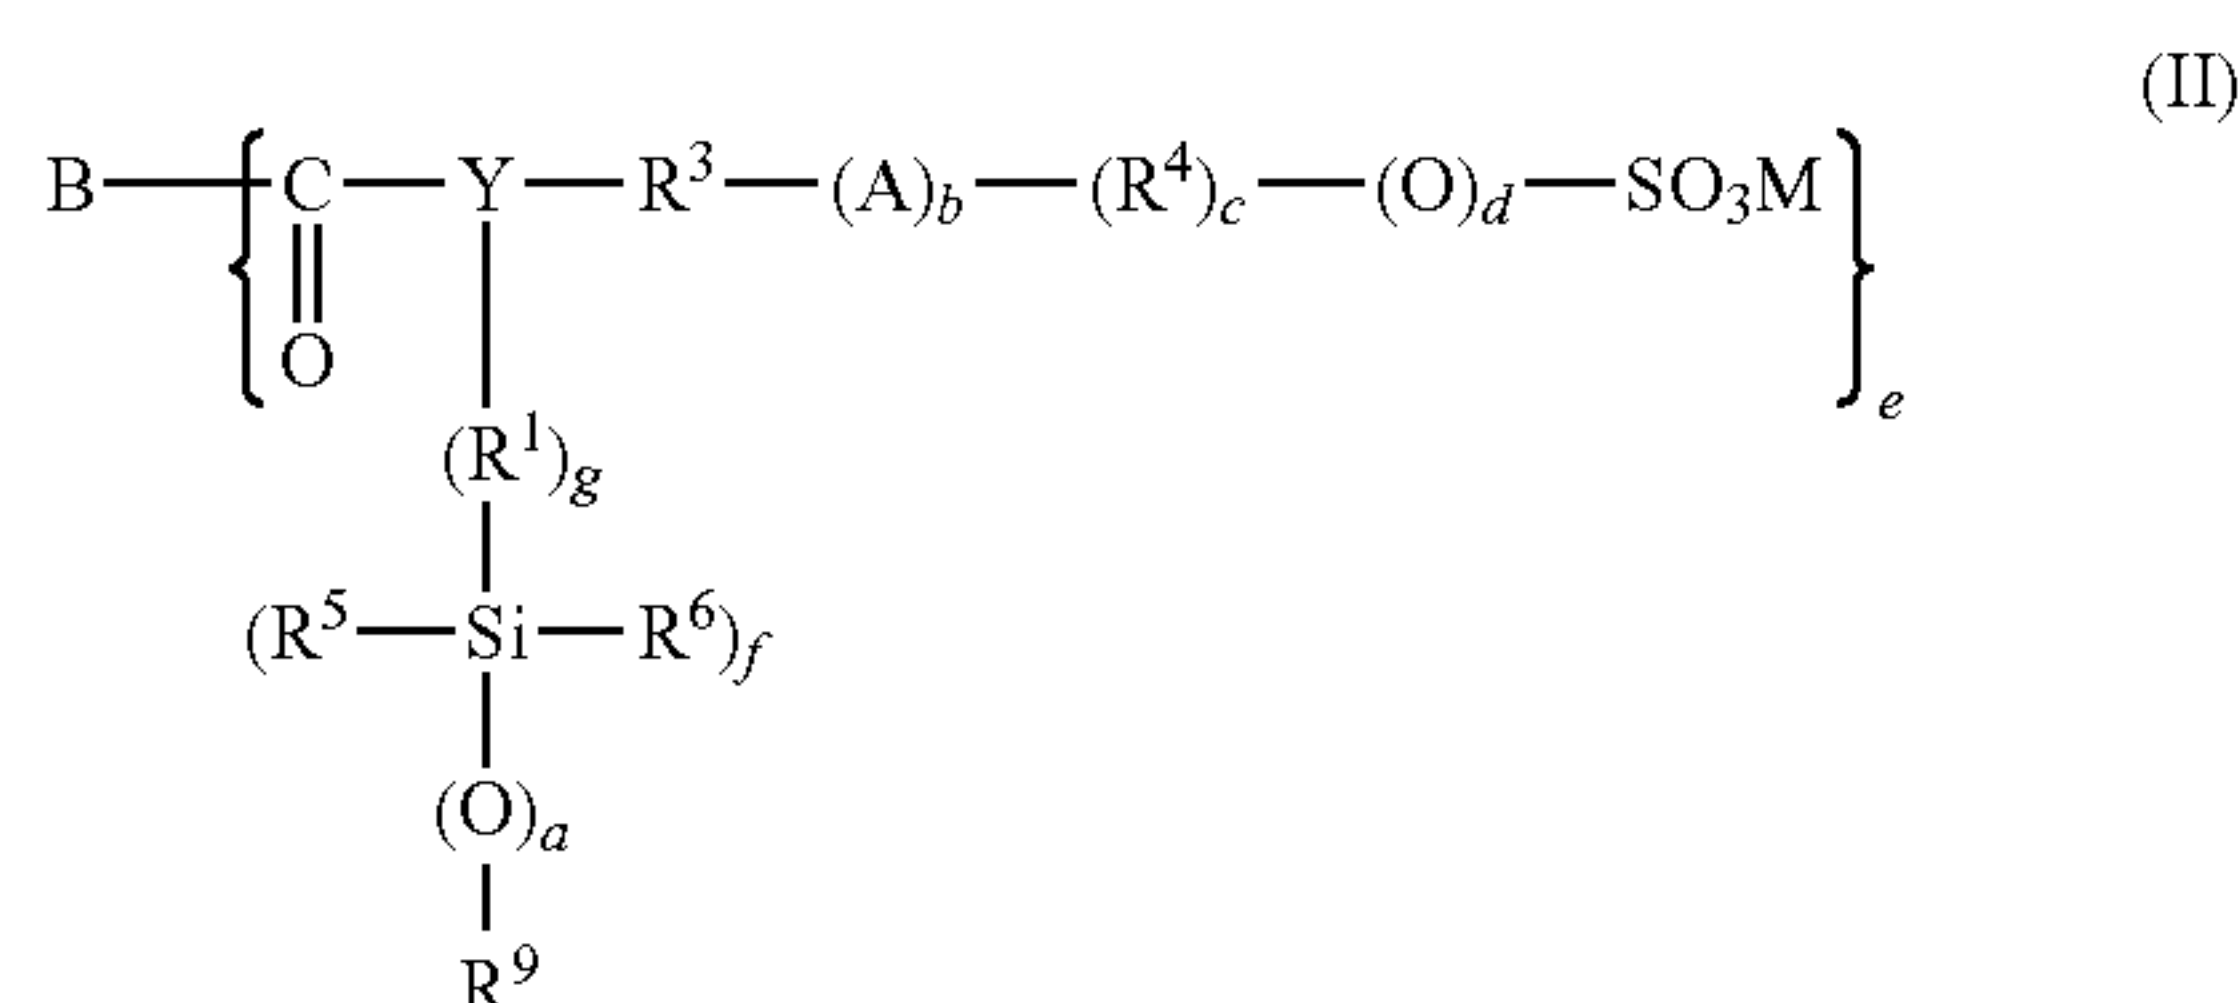 (II)
B—{C—Y—R³—(A)b—(R⁴)c—(O)d—SO₃M}e
O
(R¹)g
(R⁵—Si—R⁶)f
(O)a
R⁹